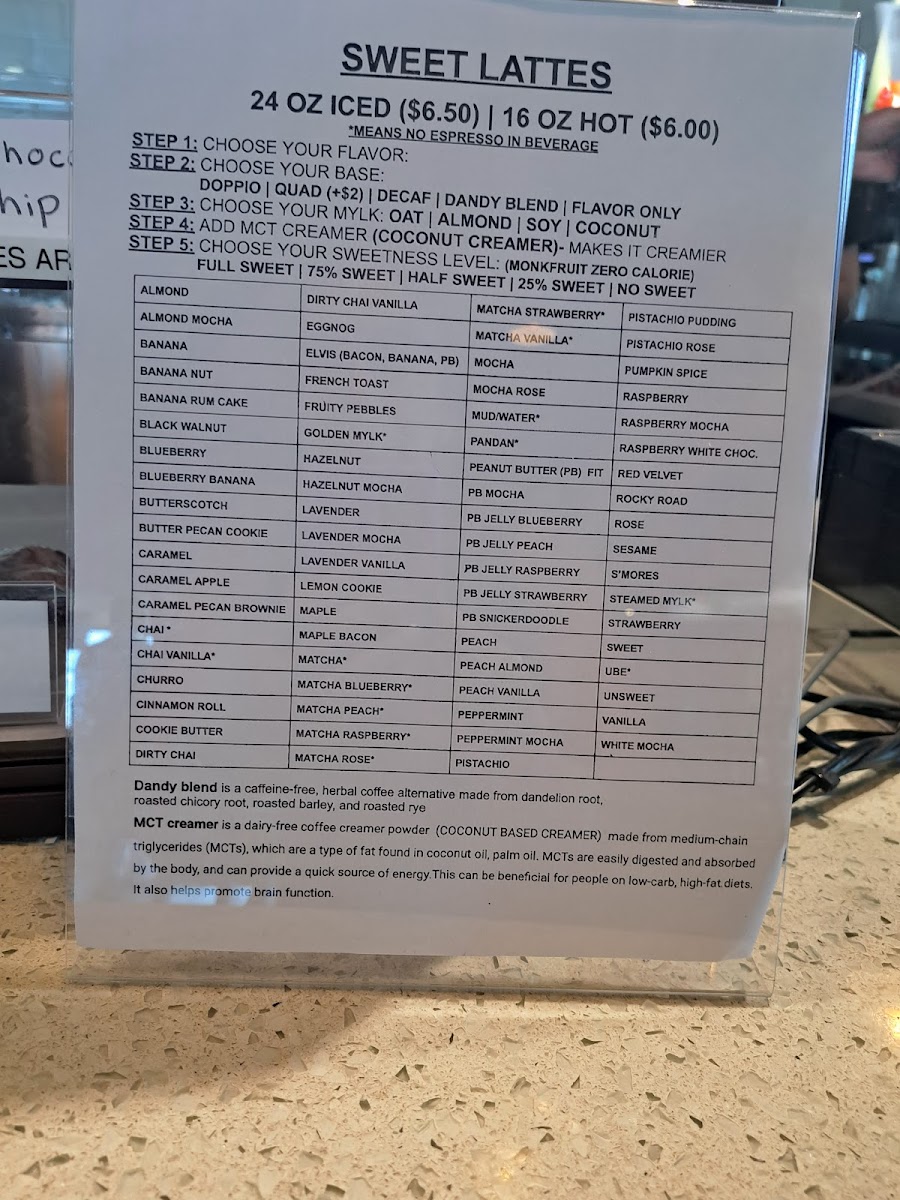 SWEET LATTES
24 OZ ICED ($6.50) | 16 OZ HOT ($6.00)
*MEANS NO ESPRESSO IN BEVERAGE
STEP 1: CHOOSE YOUR FLAVOR:
STEP 2: CHOOSE YOUR BASE:
DOPPIO | QUAD (+$2) | DECAF | DANDY BLEND | FLAVOR ONLY
STEP 3: CHOOSE YOUR MYLK: OAT | ALMOND | SOY | COCONUT
STEP 4: ADD MCT CREAMER (COCONUT CREAMER)- MAKES IT CREAMIER
STEP 5: CHOOSE YOUR SWEETNESS LEVEL: (MONKFRUIT ZERO CALORIE)
FULL SWEET | 75% SWEET | HALF SWEET | 25% SWEET | NO SWEET
ALMOND
ALMOND MOCHA
BANANA
BANANA NUT
BANANA RUM CAKE
BLACK WALNUT
BLUEBERRY
BLUEBERRY BANANA
BUTTERSCOTCH
BUTTER PECAN COOKIE
CARAMEL
CARAMEL APPLE
CARAMEL PECAN BROWNIE
CHAI *
CHAI VANILLA*
CHURRO
CINNAMON ROLL
COOKIE BUTTER
DIRTY CHAI
DIRTY CHAI VANILLA
EGGNOG
ELVIS (BACON, BANANA, PB)
FRENCH TOAST
FRUITY PEBBLES
GOLDEN MYLK*
HAZELNUT
HAZELNUT MOCHA
LAVENDER
LAVENDER MOCHA
LAVENDER VANILLA
LEMON COOKIE
MAPLE
MAPLE BACON
MATCHA*
MATCHA BLUEBERRY*
MATCHA PEACH*
MATCHA RASPBERRY*
MATCHA ROSE*
MATCHA STRAWBERRY*
MATCHA VANILLA*
MOCHA
MOCHA ROSE
MUD/WATER*
PANDAN*
PEANUT BUTTER (PB) FIT
PB MOCHA
PB JELLY BLUEBERRY
PB JELLY PEACH
PB JELLY RASPBERRY
PB JELLY STRAWBERRY
PB SNICKERDOODLE
PEACH
PEACH ALMOND
PEACH VANILLA
PEPPERMINT
PEPPERMINT MOCHA
PISTACHIO
PISTACHIO PUDDING
PISTACHIO ROSE
PUMPKIN SPICE
RASPBERRY
RASPBERRY MOCHA
RASPBERRY WHITE CHOC.
RED VELVET
ROCKY ROAD
ROSE
SESAME
S'MORES
STEAMED MYLK*
STRAWBERRY
SWEET
UBE*
UNSWEET
VANILLA
WHITE MOCHA
Dandy blend is a caffeine-free, herbal coffee alternative made from dandelion root,
roasted chicory root, roasted barley, and roasted rye
MCT creamer is a dairy-free coffee creamer powder (COCONUT BASED CREAMER) made from medium-chain
triglycerides (MCTs), which are a type of fat found in coconut oil, palm oil. MCTs are easily digested and absorbed
by the body, and can provide a quick source of energy.This can be beneficial for people on low-carb, high-fat diets.
It also helps promote brain function.